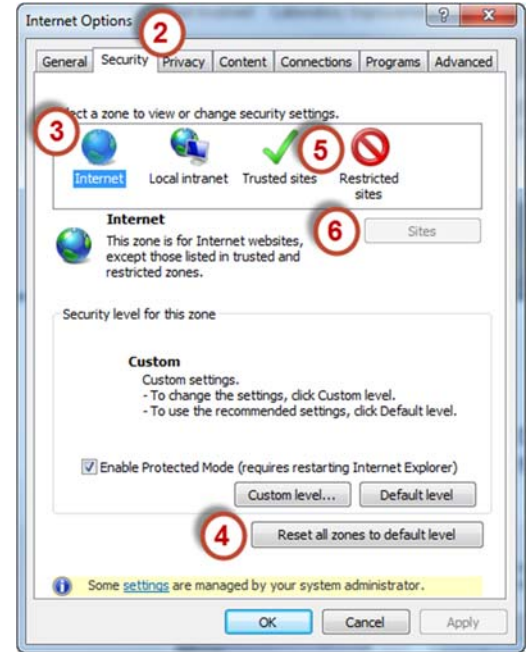 Internet Options
2
General Security Privacy Content Connections Programs Advanced
a zone to view or change security settings.
3
5
Internet Local intranet Trusted sites Restricted sites
Internet
6
Sites
This zone is for Internet websites,
except those listed in trusted and
restricted zones.
Security level for this zone
Custom
Custom settings.
- To change the settings, click Custom level.
- To use the recommended settings, click Default level.
Enable Protected Mode (requires restarting Internet Explorer)
Custom level... Default level
4
Reset all zones to default level
Some settings are managed by your system administrator.
OK Cancel Apply